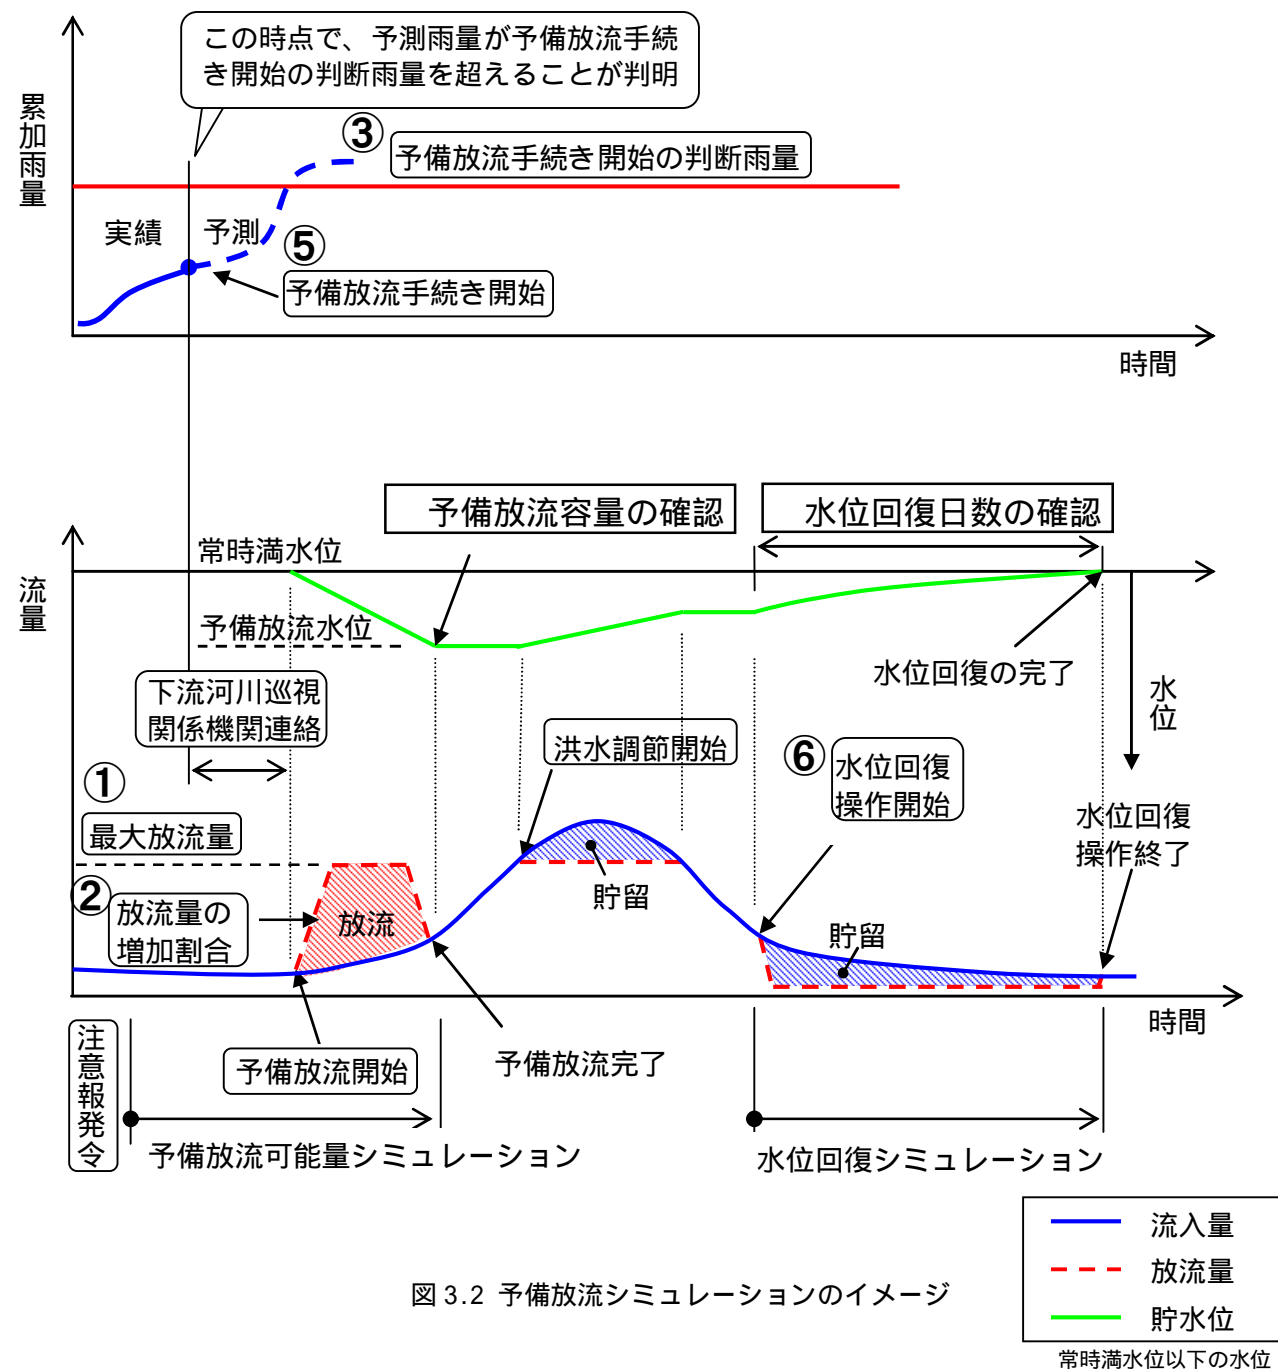 この時点で、予測雨量が予備放流手続
き開始の判断雨量を超えることが判明
累加雨量
③
予備放流手続き開始の判断雨量
実績
予測
⑤
予備放流手続き開始
時間
予備放流容量の確認
水位回復日数の確認
流量
常時満水位
予備放流水位
下流河川巡視
関係機関連絡
水位回復の完了
水位
洪水調節開始
⑥
水位回復
操作開始
①
最大放流量
水位回復
操作終了
②
放流量の
増加割合
放流
貯留
貯留
時間
注意報発令
予備放流開始
予備放流完了
予備放流可能量シミュレーション
水位回復シミュレーション
流入量
放流量
貯水位
常時満水位以下の水位
図 3.2 予備放流シミュレーションのイメージ